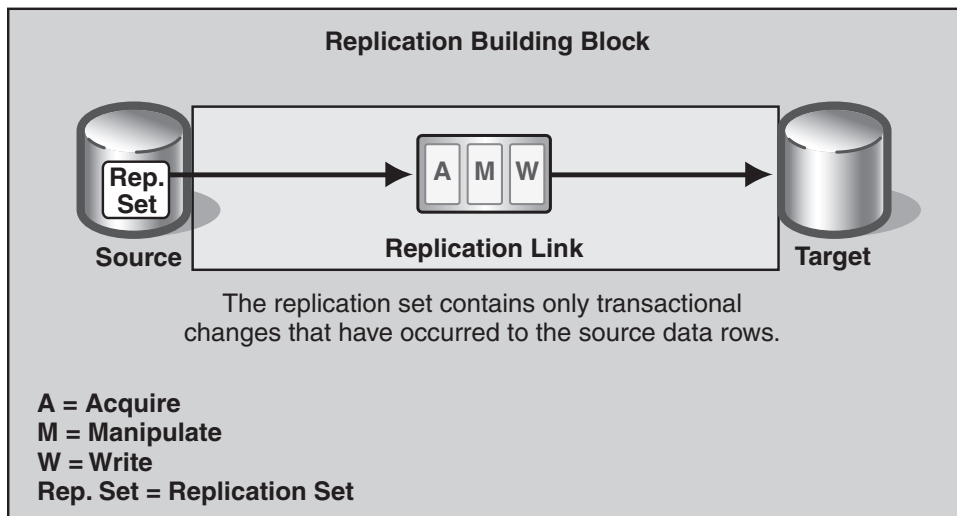 Replication Building Block
Rep.
Set
A M W
Source
Replication Link
Target
The replication set contains only transactional
changes that have occurred to the source data rows.
A = Acquire
M = Manipulate
W = Write
Rep. Set = Replication Set